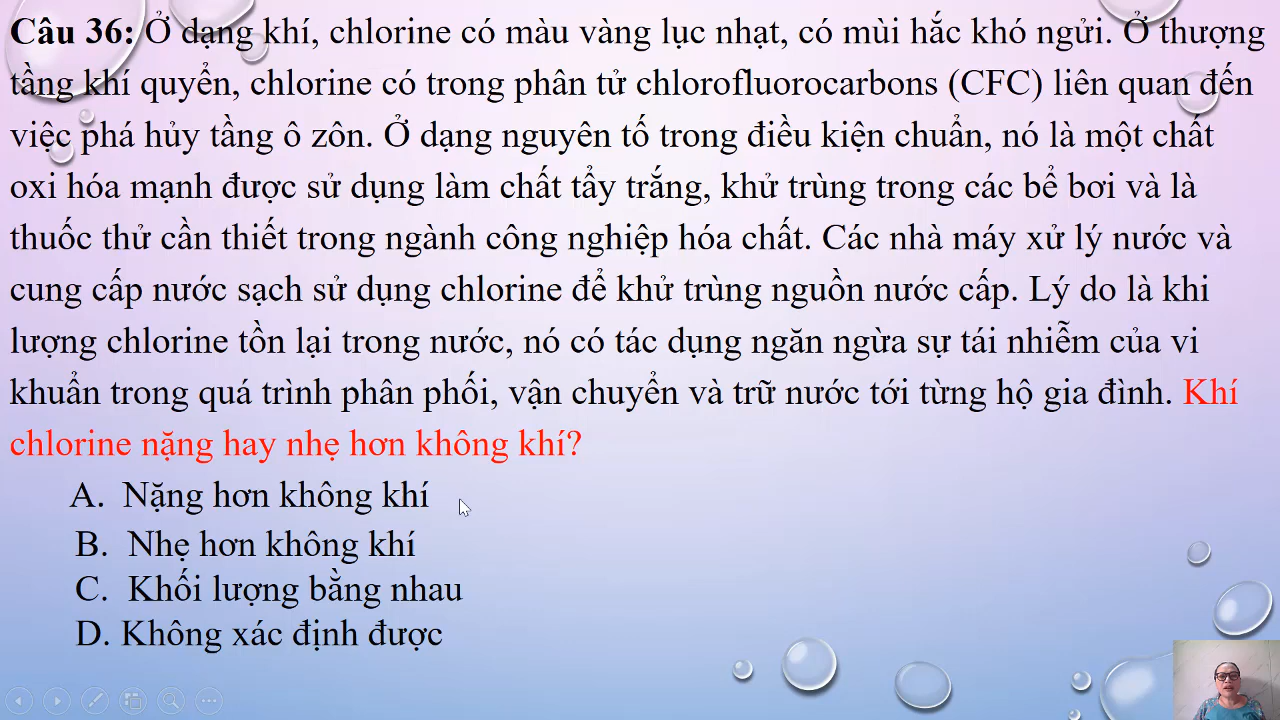 Câu 36: Ở dạng khí, chlorine có màu vàng lục nhạt, có mùi hắc khó ngửi. Ở thượng
tầng khí quyển, chlorine có trong phân tử chlorofluorocarbons (CFC) liên quan đến
việc phá hủy tầng ô zôn. Ở dạng nguyên tố trong điều kiện chuẩn, nó là một chất
oxi hóa mạnh được sử dụng làm chất tẩy trắng, khử trùng trong các bể bơi và là
thuốc thử cần thiết trong ngành công nghiệp hóa chất. Các nhà máy xử lý nước và
cung cấp nước sạch sử dụng chlorine để khử trùng nguồn nước cấp. Lý do là khi
lượng chlorine tồn lại trong nước, nó có tác dụng ngăn ngừa sự tái nhiễm của vi
khuẩn trong quá trình phân phối, vận chuyển và trữ nước tới từng hộ gia đình. Khí
chlorine nặng hay nhẹ hơn không khí?
A. Nặng hơn không khí
B. Nhẹ hơn không khí
C. Khối lượng bằng nhau
D. Không xác định được